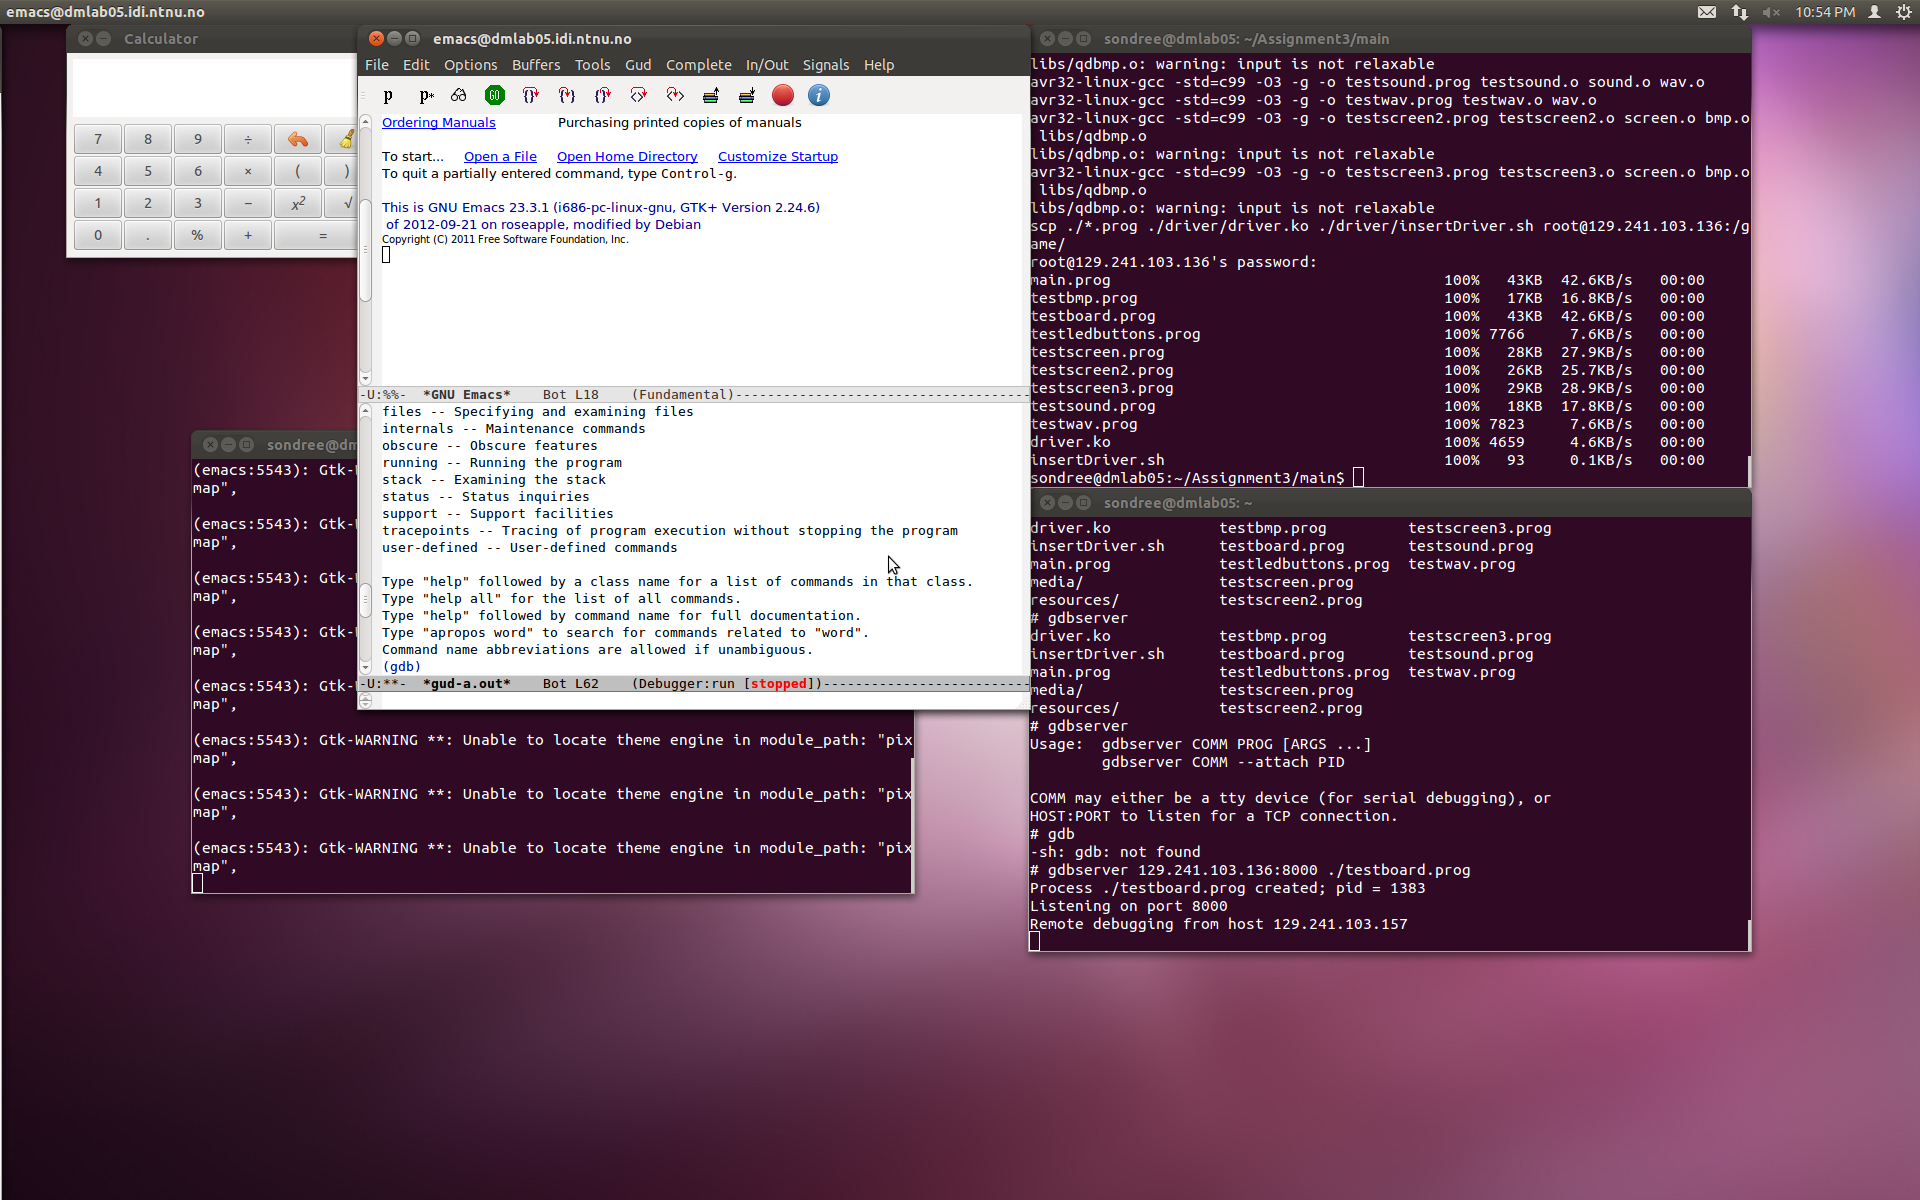 emacs@dmlab05.idi.ntnu.no
10:54 PM
Calculator
7 8 9 ÷
4 5 6 × ( )
1 2 3 − x² √
0 . % + =
emacs@dmlab05.idi.ntnu.no
File Edit Options Buffers Tools Gud Complete In/Out Signals Help
p p* GO
Ordering Manuals Purchasing printed copies of manuals
To start... Open a File Open Home Directory Customize Startup
To quit a partially entered command, type Control-g.
This is GNU Emacs 23.3.1 (i686-pc-linux-gnu, GTK+ Version 2.24.6)
of 2012-09-21 on roseapple, modified by Debian
Copyright (C) 2011 Free Software Foundation, Inc.
-U:%%- *GNU Emacs* Bot L18 (Fundamental)-------------------------------------
files -- Specifying and examining files
internals -- Maintenance commands
obscure -- Obscure features
running -- Running the program
stack -- Examining the stack
status -- Status inquiries
support -- Support facilities
tracepoints -- Tracing of program execution without stopping the program
user-defined -- User-defined commands
Type "help" followed by a class name for a list of commands in that class.
Type "help all" for the list of all commands.
Type "help" followed by command name for full documentation.
Type "apropos word" to search for commands related to "word".
Command name abbreviations are allowed if unambiguous.
(gdb)
-U:**- *gud-a.out* Bot L62 (Debugger:run [stopped])--------------------------
sondree@dm
(emacs:5543): Gtk-W
map",
(emacs:5543): Gtk-W
map",
(emacs:5543): Gtk-W
map",
(emacs:5543): Gtk-W
map",
(emacs:5543): Gtk-W
map",
(emacs:5543): Gtk-WARNING **: Unable to locate theme engine in module_path: "pix
map",
(emacs:5543): Gtk-WARNING **: Unable to locate theme engine in module_path: "pix
map",
(emacs:5543): Gtk-WARNING **: Unable to locate theme engine in module_path: "pix
map",
sondree@dmlab05: ~/Assignment3/main
libs/qdbmp.o: warning: input is not relaxable
avr32-linux-gcc -std=c99 -O3 -g -o testsound.prog testsound.o sound.o wav.o
avr32-linux-gcc -std=c99 -O3 -g -o testwav.prog testwav.o wav.o
avr32-linux-gcc -std=c99 -O3 -g -o testscreen2.prog testscreen2.o screen.o bmp.o
libs/qdbmp.o
libs/qdbmp.o: warning: input is not relaxable
avr32-linux-gcc -std=c99 -O3 -g -o testscreen3.prog testscreen3.o screen.o bmp.o
libs/qdbmp.o
libs/qdbmp.o: warning: input is not relaxable
scp ./*.prog ./driver/driver.ko ./driver/insertDriver.sh root@129.241.103.136:/g
ame/
root@129.241.103.136's password:
main.prog 100% 43KB 42.6KB/s 00:00
testbmp.prog 100% 17KB 16.8KB/s 00:00
testboard.prog 100% 43KB 42.6KB/s 00:00
testledbuttons.prog 100% 7766 7.6KB/s 00:00
testscreen.prog 100% 28KB 27.9KB/s 00:00
testscreen2.prog 100% 26KB 25.7KB/s 00:00
testscreen3.prog 100% 29KB 28.9KB/s 00:00
testsound.prog 100% 18KB 17.8KB/s 00:00
testwav.prog 100% 7823 7.6KB/s 00:00
driver.ko 100% 4659 4.6KB/s 00:00
insertDriver.sh 100% 93 0.1KB/s 00:00
sondree@dmlab05:~/Assignment3/main$
sondree@dmlab05: ~
driver.ko testbmp.prog testscreen3.prog
insertDriver.sh testboard.prog testsound.prog
main.prog testledbuttons.prog testwav.prog
media/ testscreen.prog
resources/ testscreen2.prog
# gdbserver
driver.ko testbmp.prog testscreen3.prog
insertDriver.sh testboard.prog testsound.prog
main.prog testledbuttons.prog testwav.prog
media/ testscreen.prog
resources/ testscreen2.prog
# gdbserver
Usage: gdbserver COMM PROG [ARGS ...]
gdbserver COMM --attach PID
COMM may either be a tty device (for serial debugging), or
HOST:PORT to listen for a TCP connection.
# gdb
-sh: gdb: not found
# gdbserver 129.241.103.136:8000 ./testboard.prog
Process ./testboard.prog created; pid = 1383
Listening on port 8000
Remote debugging from host 129.241.103.157